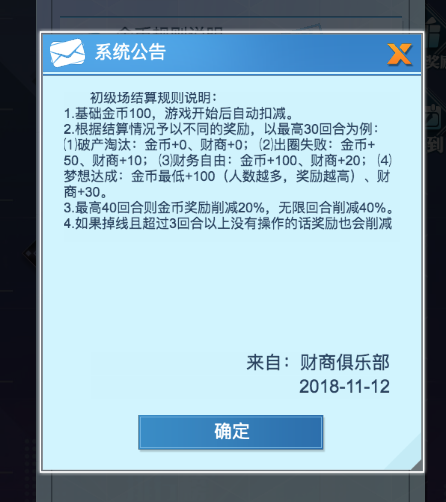 系统公告
初级场结算规则说明：
1.基础金币100，游戏开始后自动扣减。
2.根据结算情况予以不同的奖励，以最高30回合为例：
⑴破产淘汰：金币+0、财商+0；⑵出圈失败：金币+
50、财商+10；⑶财务自由：金币+100、财商+20；⑷
梦想达成：金币最低+100（人数越多，奖励越高）、财
商+30。
3.最高40回合则金币奖励削减20%，无限回合削减40%。
4.如果掉线且超过3回合以上没有操作的话奖励也会削减
来自：财商俱乐部
2018-11-12
确定